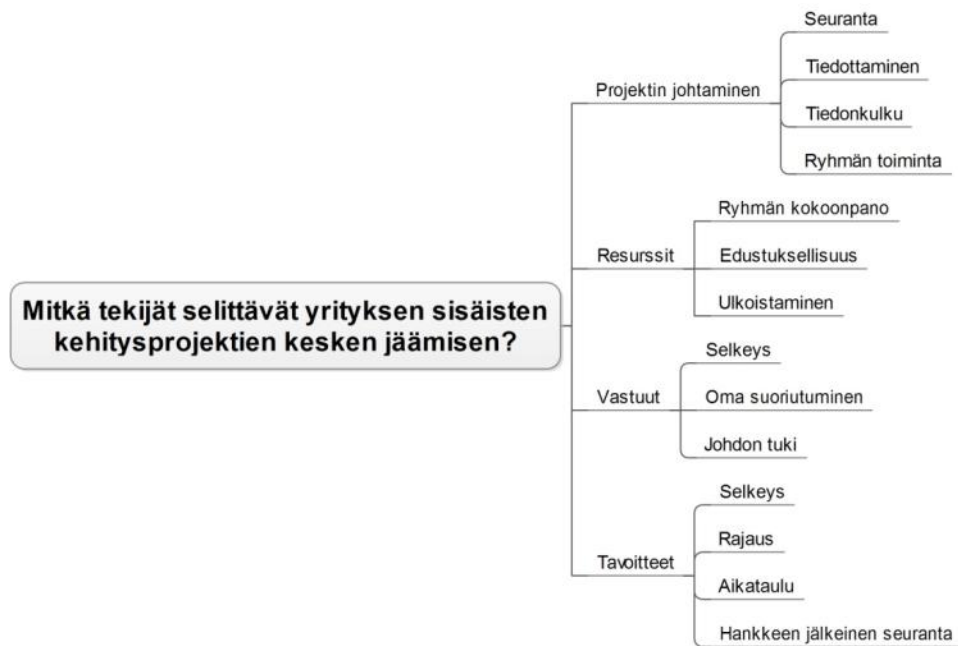 Mitkä tekijät selittävät yrityksen sisäisten
kehitysprojektien kesken jäämisen?
Projektin johtaminen
Seuranta
Tiedottaminen
Tiedonkulku
Ryhmän toiminta
Resurssit
Ryhmän kokoonpano
Edustuksellisuus
Ulkoistaminen
Vastuut
Selkeys
Oma suoriutuminen
Johdon tuki
Tavoitteet
Selkeys
Rajaus
Aikataulu
Hankkeen jälkeinen seuranta